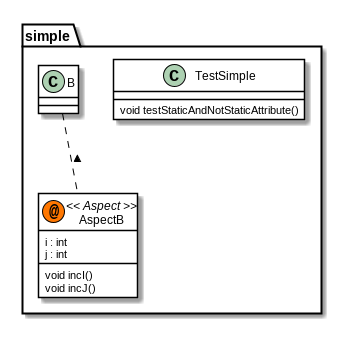 simple
C B
C TestSimple
void testStaticAndNotStaticAttribute()
@ << Aspect >>
AspectB
i : int
j : int
void incI()
void incJ()